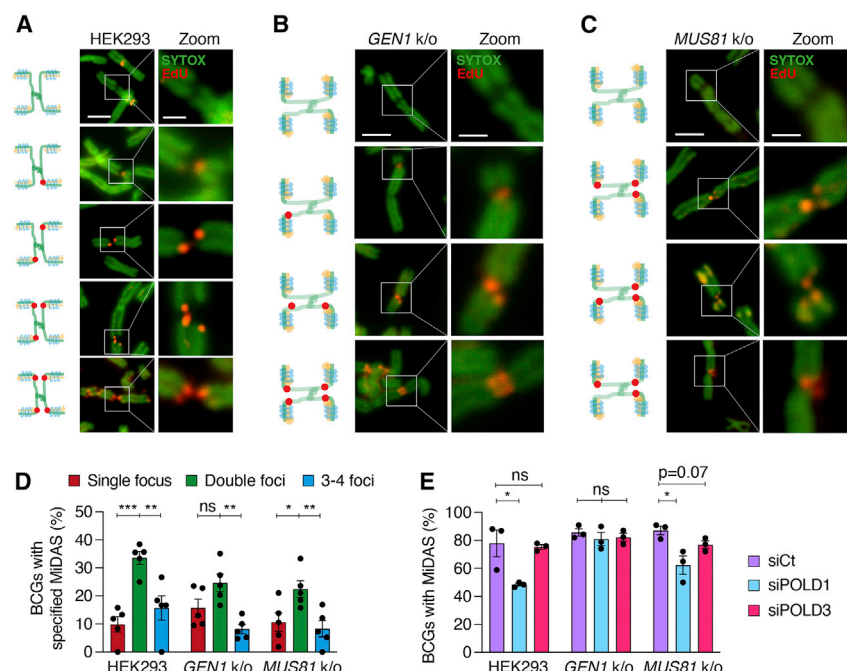 A
HEK293 Zoom
SYTOX
EdU
B
GEN1 k/o Zoom
SYTOX
EdU
C
MUS81 k/o Zoom
SYTOX
EdU
D
Single focus Double foci 3-4 foci
BCGs with
specified MiDAS (%)
50
40
30
20
10
0
*** ** ns ** * **
HEK293 GEN1 k/o MUS81 k/o
E
BCGs with MiDAS (%)
100
80
60
40
20
0
ns
*
ns
p=0.07
*
HEK293 GEN1 k/o MUS81 k/o
siCt
siPOLD1
siPOLD3